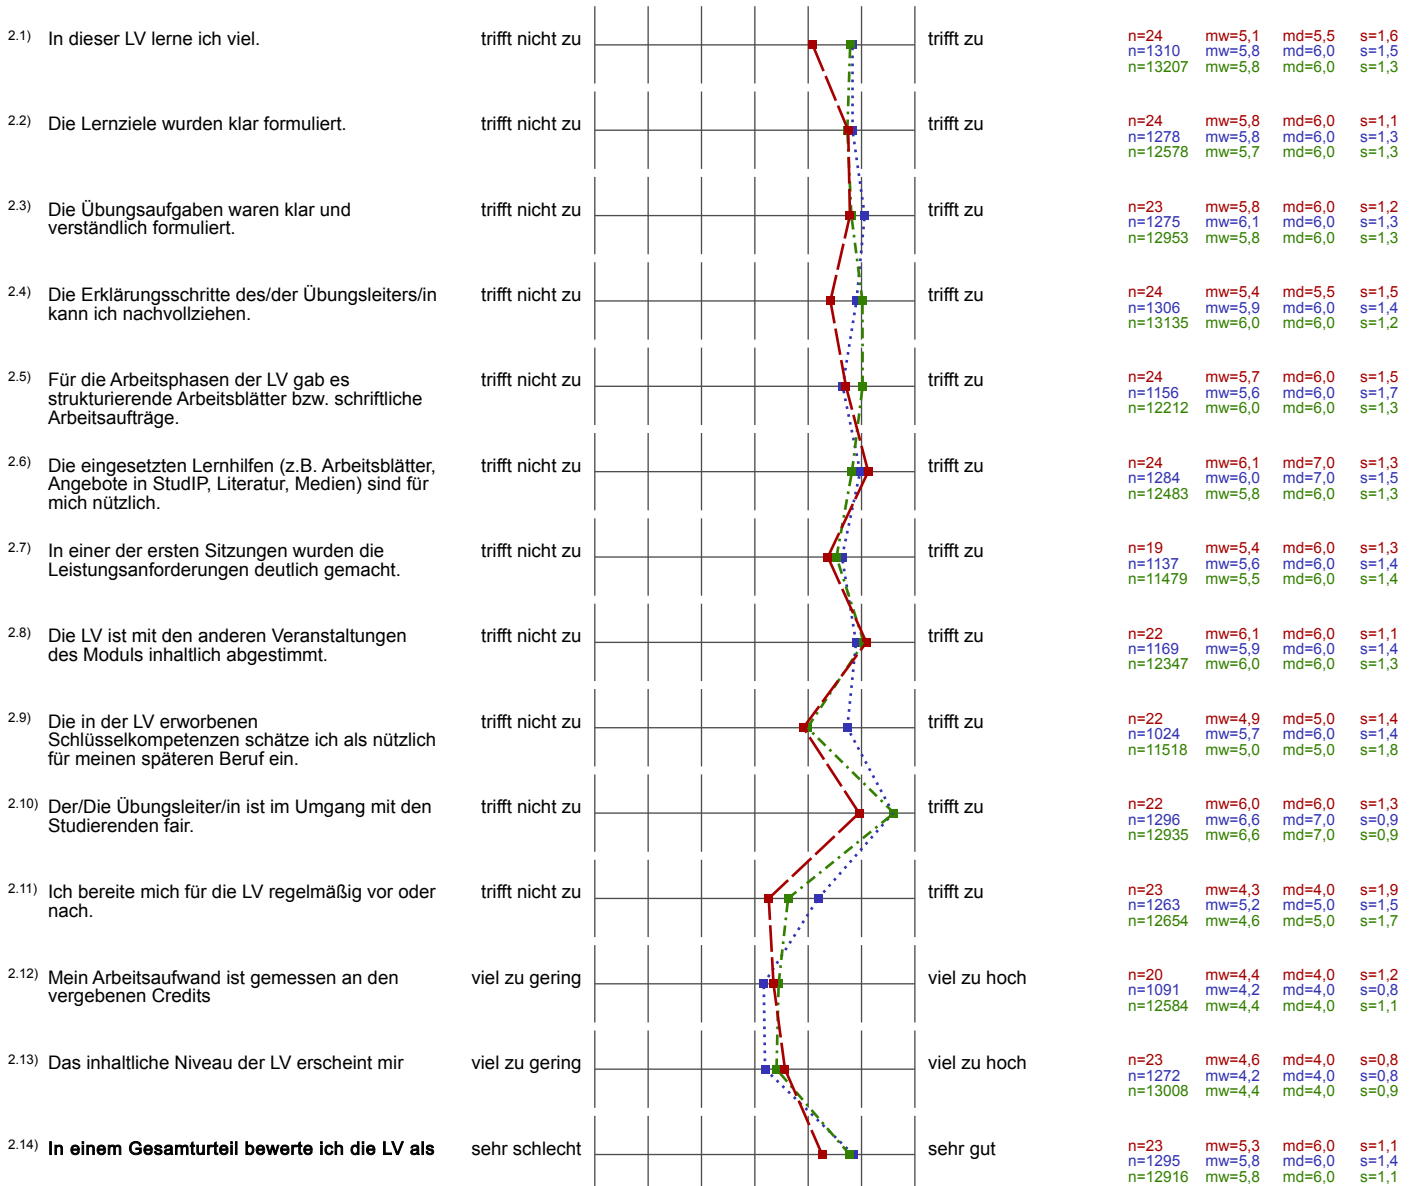 2.1) In dieser LV lerne ich viel. trifft nicht zu trifft zu n=24 mw=5,1 md=5,5 s=1,6
n=1310 mw=5,8 md=6,0 s=1,5
n=13207 mw=5,8 md=6,0 s=1,3
2.2) Die Lernziele wurden klar formuliert. trifft nicht zu trifft zu n=24 mw=5,8 md=6,0 s=1,1
n=1278 mw=5,8 md=6,0 s=1,3
n=12578 mw=5,7 md=6,0 s=1,3
2.3) Die Übungsaufgaben waren klar und trifft nicht zu trifft zu n=23 mw=5,8 md=6,0 s=1,2
verständlich formuliert. n=1275 mw=6,1 md=6,0 s=1,3
n=12953 mw=5,8 md=6,0 s=1,3
2.4) Die Erklärungsschritte des/der Übungsleiters/in trifft nicht zu trifft zu n=24 mw=5,4 md=5,5 s=1,5
kann ich nachvollziehen. n=1306 mw=5,9 md=6,0 s=1,4
n=13135 mw=6,0 md=6,0 s=1,2
2.5) Für die Arbeitsphasen der LV gab es trifft nicht zu trifft zu n=24 mw=5,7 md=6,0 s=1,5
strukturierende Arbeitsblätter bzw. schriftliche n=1156 mw=5,6 md=6,0 s=1,7
Arbeitsaufträge. n=12212 mw=6,0 md=6,0 s=1,3
2.6) Die eingesetzten Lernhilfen (z.B. Arbeitsblätter, trifft nicht zu trifft zu n=24 mw=6,1 md=7,0 s=1,3
Angebote in StudIP, Literatur, Medien) sind für n=1284 mw=6,0 md=7,0 s=1,5
mich nützlich. n=12483 mw=5,8 md=6,0 s=1,3
2.7) In einer der ersten Sitzungen wurden die trifft nicht zu trifft zu n=19 mw=5,4 md=6,0 s=1,3
Leistungsanforderungen deutlich gemacht. n=1137 mw=5,6 md=6,0 s=1,4
n=11479 mw=5,5 md=6,0 s=1,4
2.8) Die LV ist mit den anderen Veranstaltungen trifft nicht zu trifft zu n=22 mw=6,1 md=6,0 s=1,1
des Moduls inhaltlich abgestimmt. n=1169 mw=5,9 md=6,0 s=1,4
n=12347 mw=6,0 md=6,0 s=1,3
2.9) Die in der LV erworbenen trifft nicht zu trifft zu n=22 mw=4,9 md=5,0 s=1,4
Schlüsselkompetenzen schätze ich als nützlich n=1024 mw=5,7 md=6,0 s=1,4
für meinen späteren Beruf ein. n=11518 mw=5,0 md=5,0 s=1,8
2.10) Der/Die Übungsleiter/in ist im Umgang mit den trifft nicht zu trifft zu n=22 mw=6,0 md=6,0 s=1,3
Studierenden fair. n=1296 mw=6,6 md=7,0 s=0,9
n=12935 mw=6,6 md=7,0 s=0,9
2.11) Ich bereite mich für die LV regelmäßig vor oder trifft nicht zu trifft zu n=23 mw=4,3 md=4,0 s=1,9
nach. n=1263 mw=5,2 md=5,0 s=1,5
n=12654 mw=4,6 md=5,0 s=1,7
2.12) Mein Arbeitsaufwand ist gemessen an den viel zu gering viel zu hoch n=20 mw=4,4 md=4,0 s=1,2
vergebenen Credits n=1091 mw=4,2 md=4,0 s=0,8
n=12584 mw=4,4 md=4,0 s=1,1
2.13) Das inhaltliche Niveau der LV erscheint mir viel zu gering viel zu hoch n=23 mw=4,6 md=4,0 s=0,8
n=1272 mw=4,2 md=4,0 s=0,8
n=13008 mw=4,4 md=4,0 s=0,9
2.14) In einem Gesamturteil bewerte ich die LV als sehr schlecht sehr gut n=23 mw=5,3 md=6,0 s=1,1
n=1295 mw=5,8 md=6,0 s=1,4
n=12916 mw=5,8 md=6,0 s=1,1